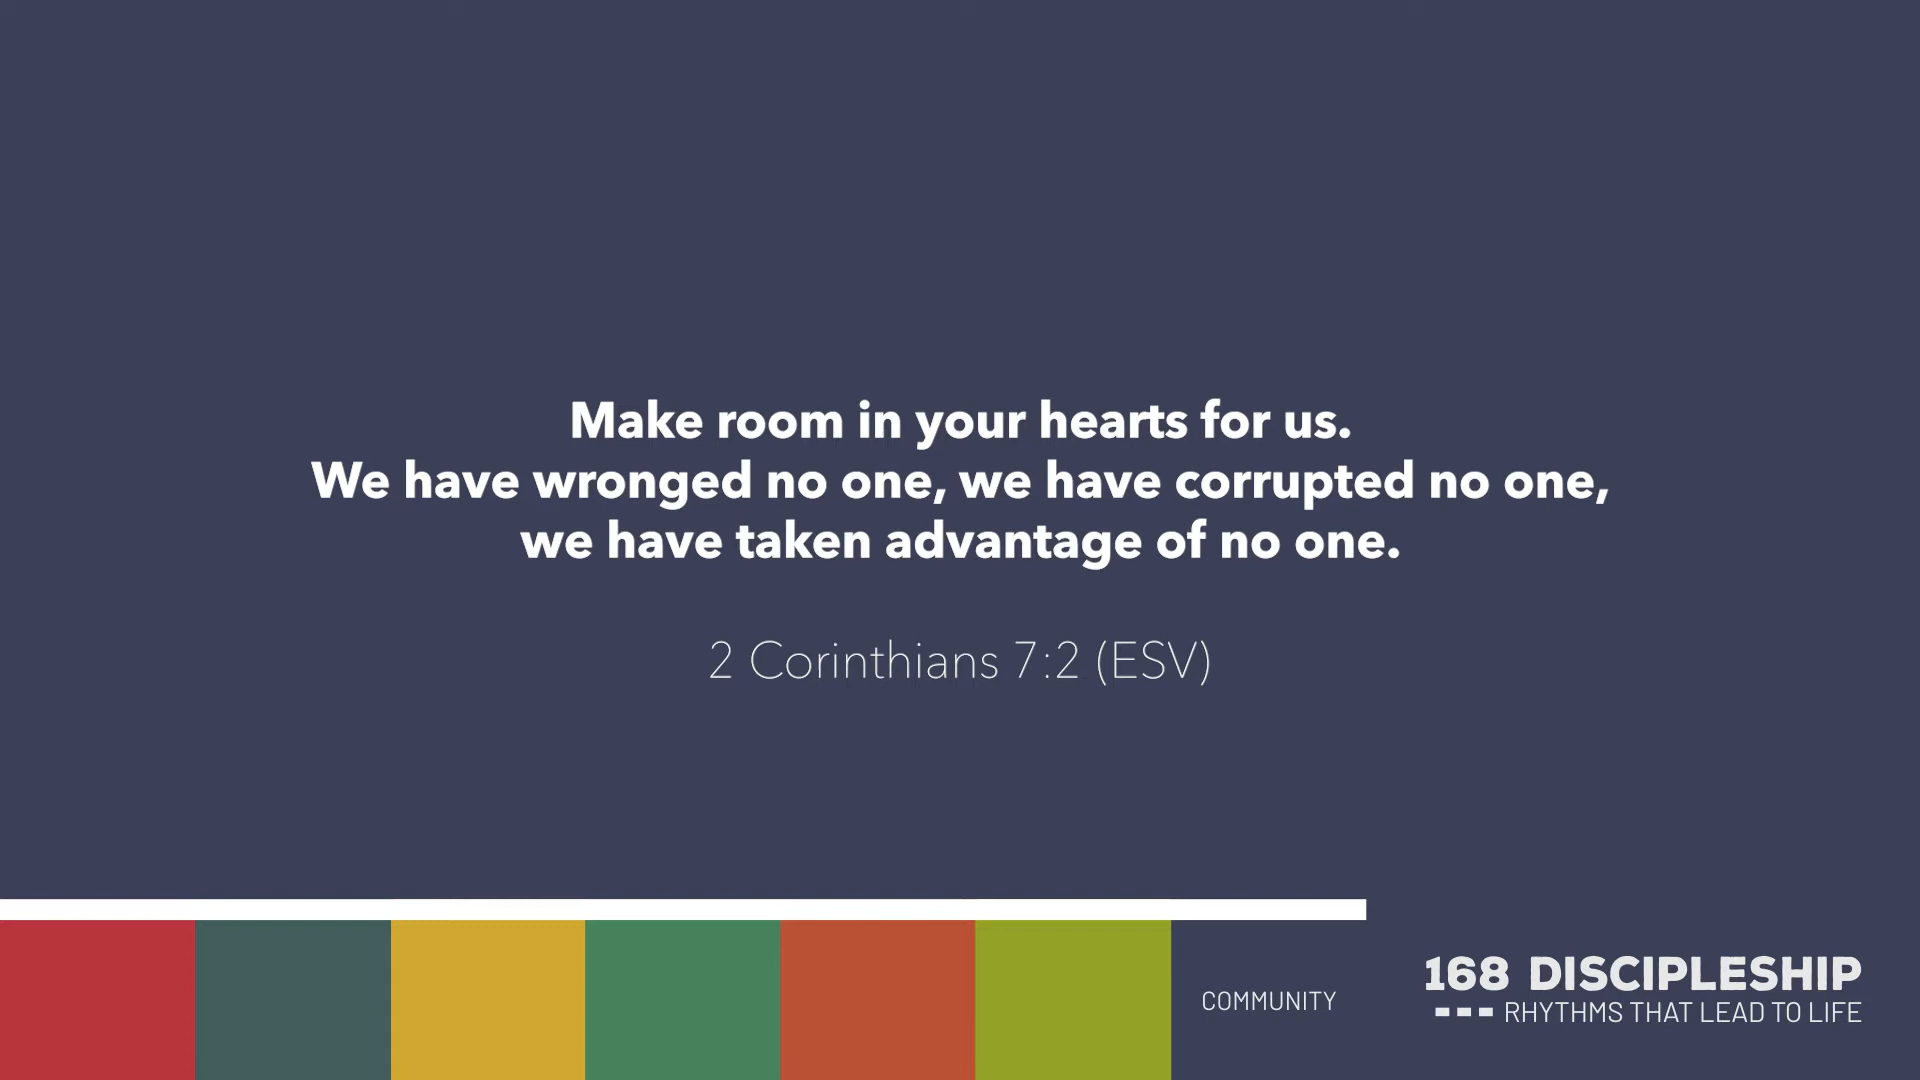 Make room in your hearts for us.
We have wronged no one, we have corrupted no one,
we have taken advantage of no one.
2 Corinthians 7:2 (ESV)
COMMUNITY
168 DISCIPLESHIP
RHYTHMS THAT LEAD TO LIFE